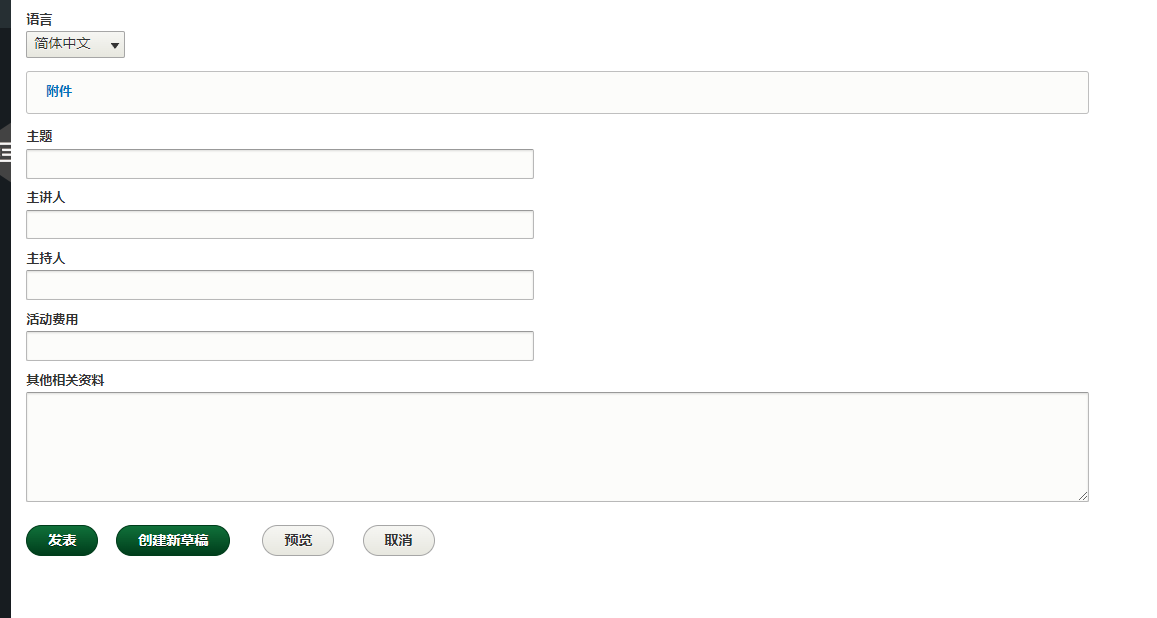 语言
简体中文
附件
主题
主讲人
主持人
活动费用
其他相关资料
发表 创建新草稿 预览 取消